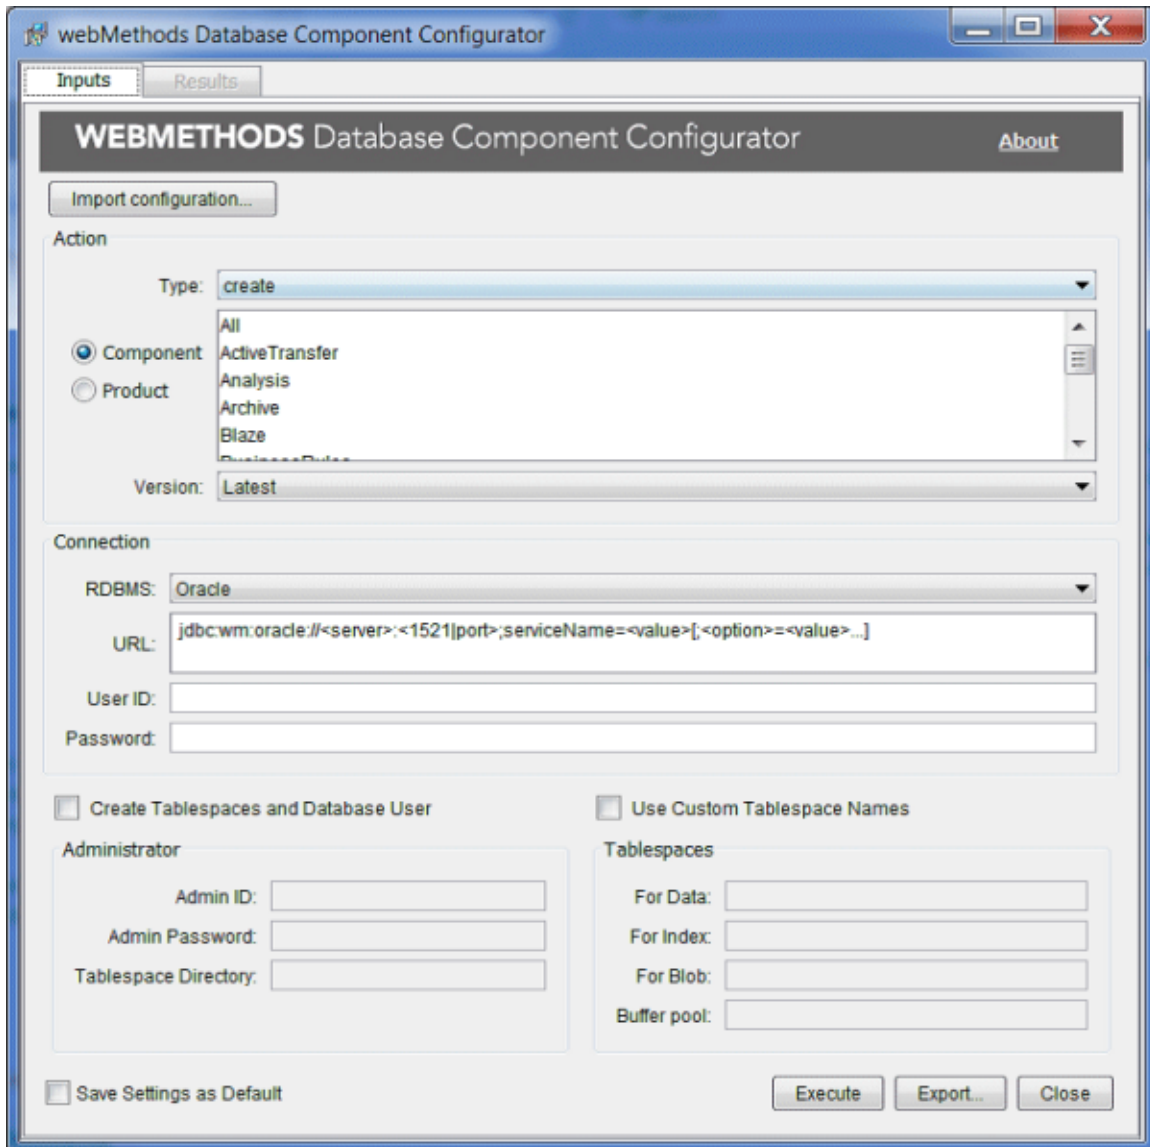 webMethods Database Component Configurator
Inputs Results
WEBMETHODS Database Component Configurator About
Import configuration...
Action
Type: create
All
Component ActiveTransfer
Analysis
Product
Archive
Blaze
BusinessRules
Version: Latest
Connection
RDBMS: Oracle
URL: jdbc:wm:oracle://<server>:<1521|port>;serviceName=<value>[;<option>=<value>...]
User ID:
Password:
Create Tablespaces and Database User Use Custom Tablespace Names
Administrator Tablespaces
Admin ID: For Data:
Admin Password: For Index:
Tablespace Directory: For Blob:
Buffer pool:
Save Settings as Default Execute Export... Close